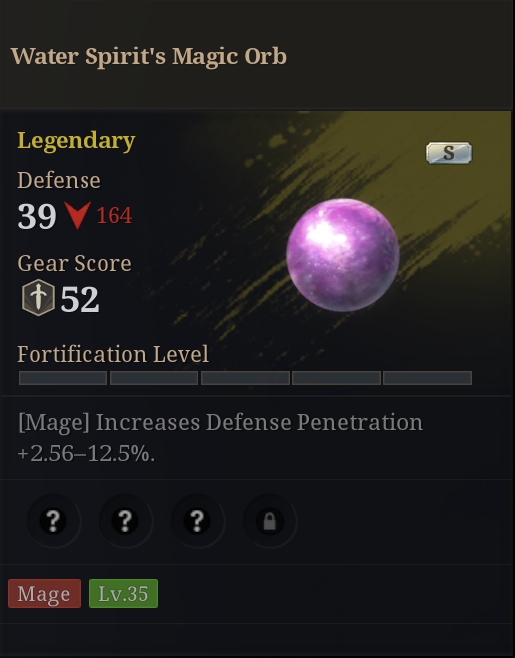 Water Spirit's Magic Orb
Legendary
S
Defense
39 164
Gear Score
52
Fortification Level
[Mage] Increases Defense Penetration
+2.56–12.5%.
? ? ?
Mage Lv.35